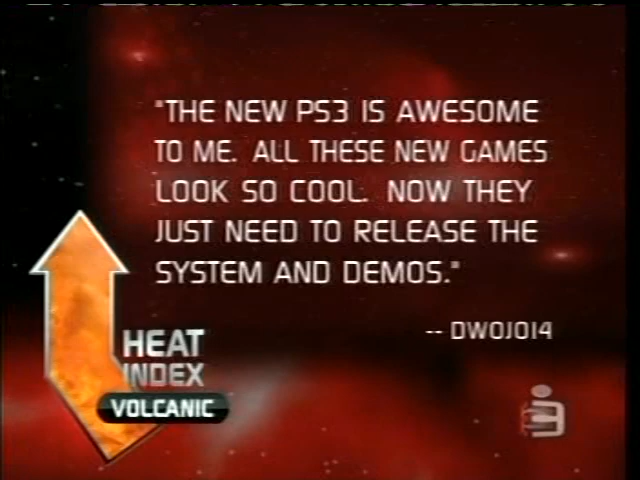 "THE NEW PS3 IS AWESOME
TO ME. ALL THESE NEW GAMES
LOOK SO COOL. NOW THEY
JUST NEED TO RELEASE THE
SYSTEM AND DEMOS."
-- DWOJO14
HEAT
INDEX
VOLCANIC